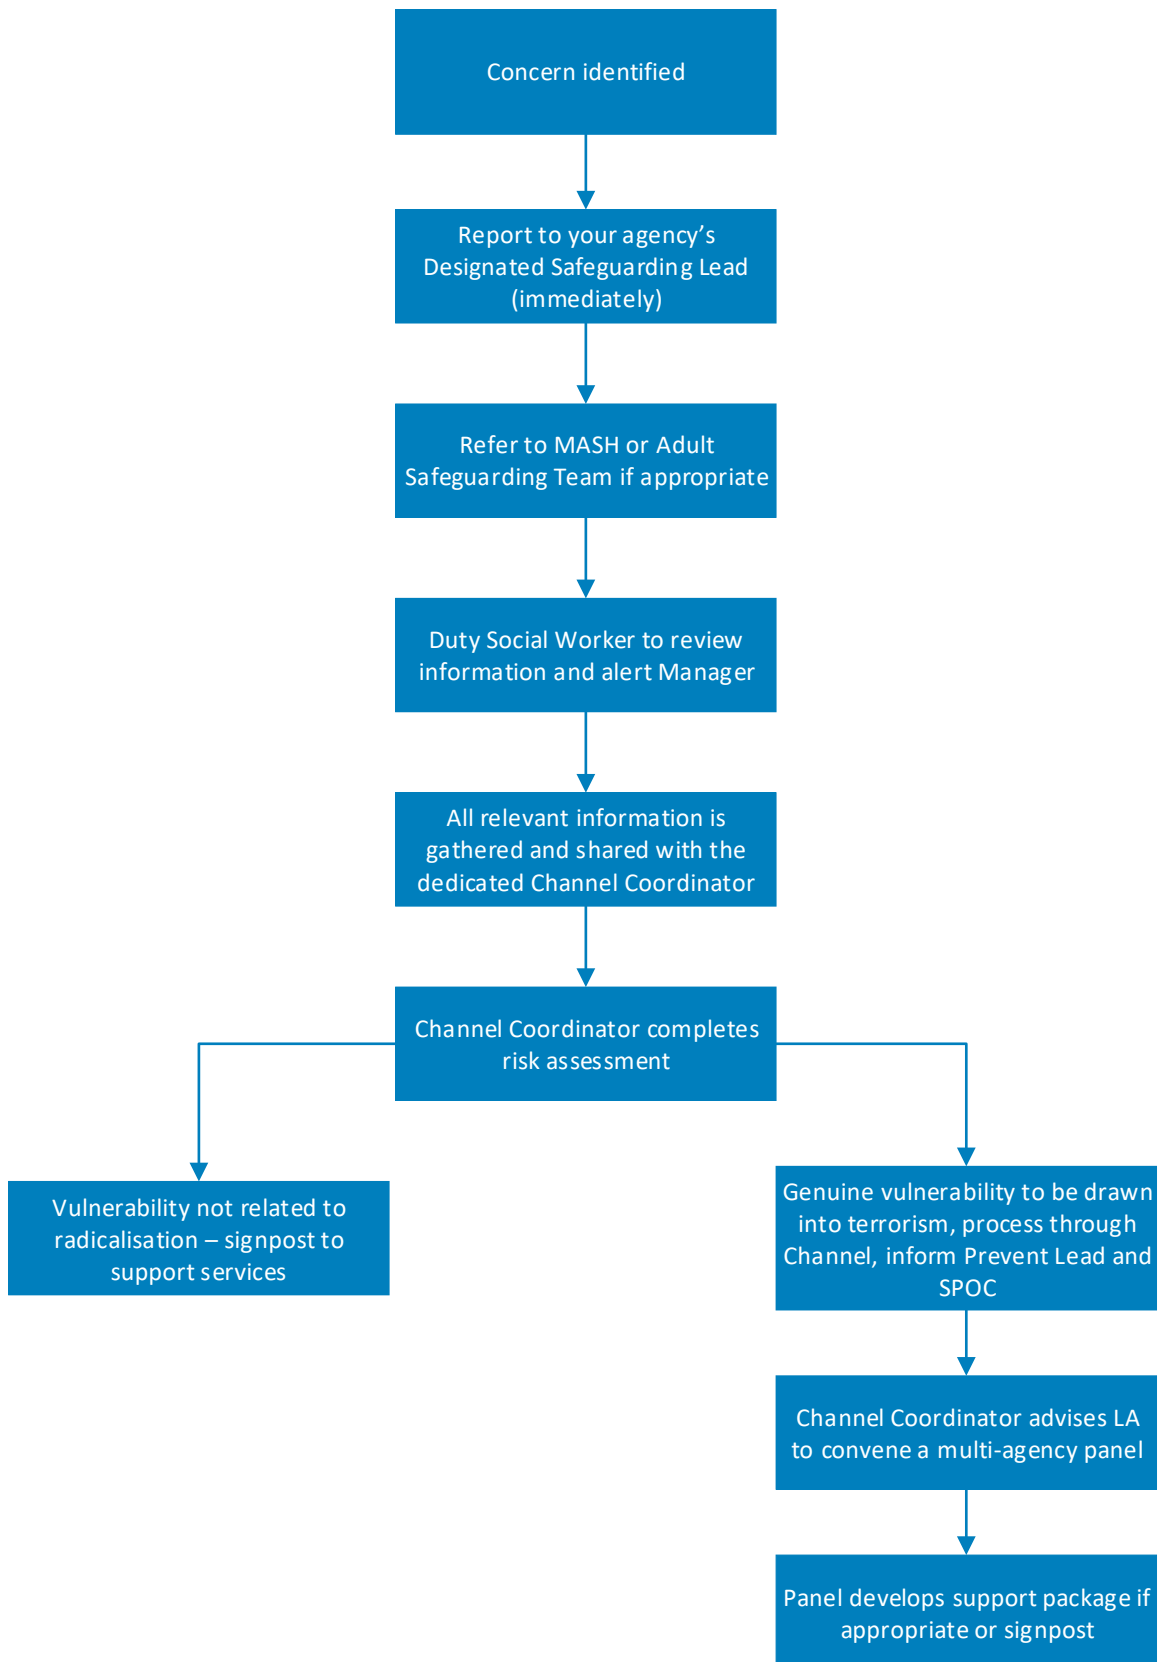 Concern identified
Report to your agency’s
Designated Safeguarding Lead
(immediately)
Refer to MASH or Adult
Safeguarding Team if appropriate
Duty Social Worker to review
information and alert Manager
All relevant information is
gathered and shared with the
dedicated Channel Coordinator
Channel Coordinator completes
risk assessment
Vulnerability not related to
radicalisation – signpost to
support services
Genuine vulnerability to be drawn
into terrorism, process through
Channel, inform Prevent Lead and
SPOC
Channel Coordinator advises LA
to convene a multi-agency panel
Panel develops support package if
appropriate or signpost